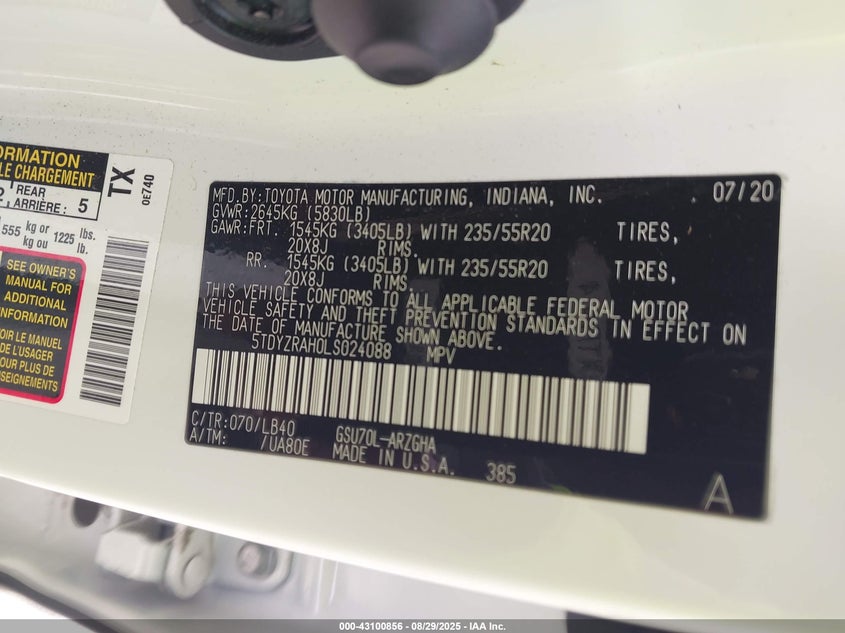 ORMATION
LE CHARGEMENT
REAR
ARRIÈRE : 5
555 kg or 1225 lbs.
kg ou lb.
SEE OWNER'S
MANUAL FOR
ADDITIONAL
INFORMATION
OIR LE MANUEL
DE L'USAGER
POUR PLUS DE
SEIGNEMENTS
TX
0E740
MFD.BY:TOYOTA MOTOR MANUFACTURING, INDIANA, INC. 07/20
GVWR:2645KG (5830LB)
GAWR:FRT. 1545KG (3405LB) WITH 235/55R20 TIRES,
20X8J RIMS.
RR. 1545KG (3405LB) WITH 235/55R20 TIRES,
20X8J RIMS.
THIS VEHICLE CONFORMS TO ALL APPLICABLE FEDERAL MOTOR
VEHICLE SAFETY AND THEFT PREVENTION STANDARDS IN EFFECT ON
THE DATE OF MANUFACTURE SHOWN ABOVE.
5TDYZRAH0LS024088 MPV
C/TR:070/LB40 GSU70L-ARZGHA
A/TM: /UA80E MADE IN U.S.A. 385
A
000-43100856 - 08/29/2025 - IAA Inc.